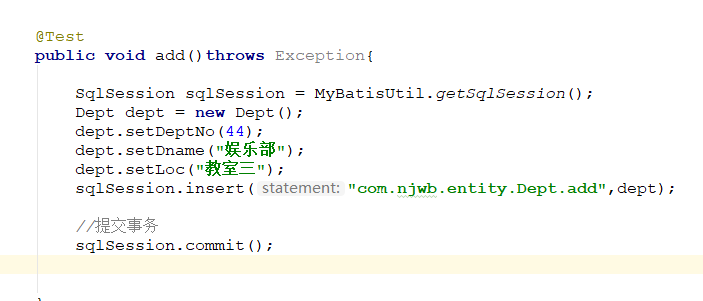 @Test
public void add()throws Exception{
SqlSession sqlSession = MyBatisUtil.getSqlSession();
Dept dept = new Dept();
dept.setDeptNo(44);
dept.setDname("娱乐部");
dept.setLoc("教室三");
sqlSession.insert( statement: "com.njwb.entity.Dept.add",dept);
//提交事务
sqlSession.commit();
}